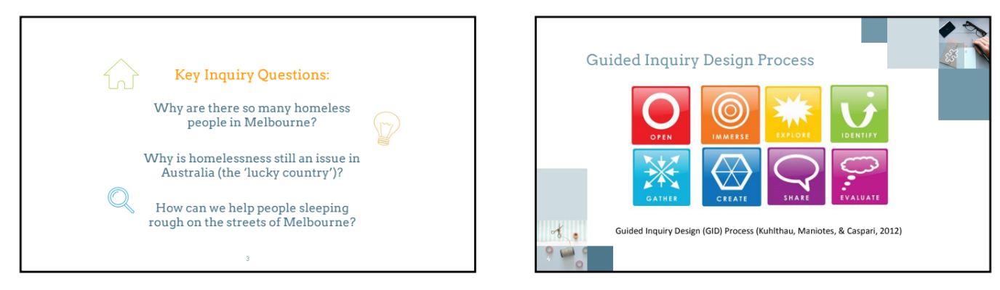 Key Inquiry Questions:
Why are there so many homeless
people in Melbourne?
Why is homelessness still an issue in
Australia (the ‘lucky country’)?
How can we help people sleeping
rough on the streets of Melbourne?
3
Guided Inquiry Design Process
OPEN
IMMERSE
EXPLORE
IDENTIFY
GATHER
CREATE
SHARE
EVALUATE
Guided Inquiry Design (GID) Process (Kuhlthau, Maniotes, & Caspari, 2012)
4